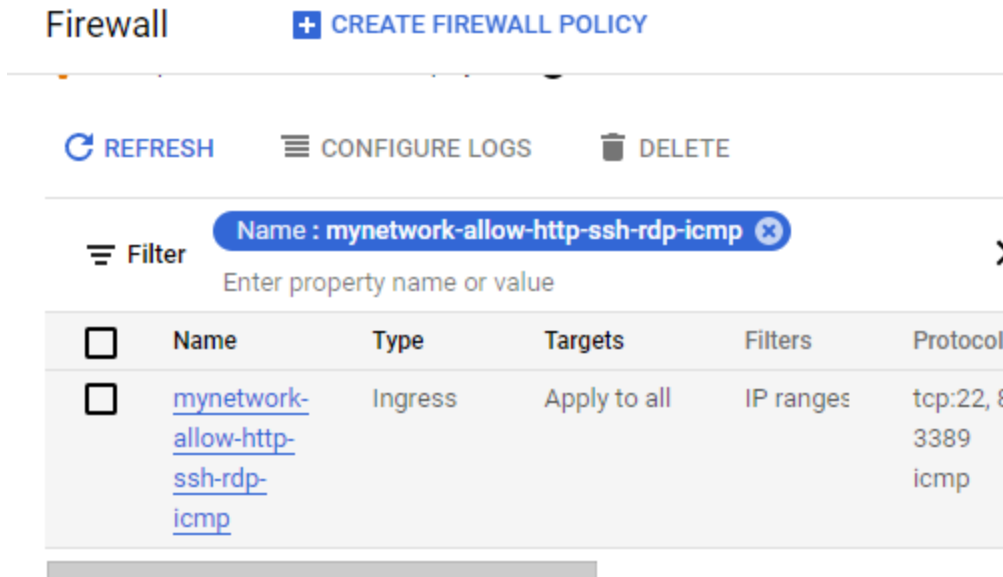 Firewall CREATE FIREWALL POLICY
REFRESH CONFIGURE LOGS DELETE
Filter Name : mynetwork-allow-http-ssh-rdp-icmp
Enter property name or value
Name Type Targets Filters Protocol
mynetwork- Ingress Apply to all IP ranges tcp:22,
allow-http- 3389
ssh-rdp- icmp
icmp